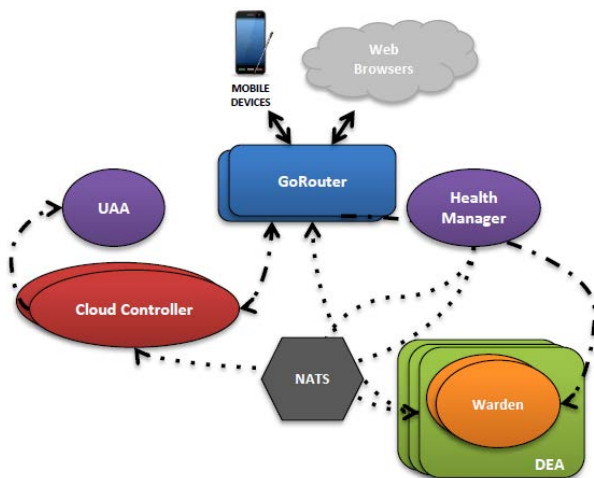 Web
Browsers
MOBILE
DEVICES
GoRouter
UAA
Health
Manager
Cloud Controller
NATS
Warden
DEA